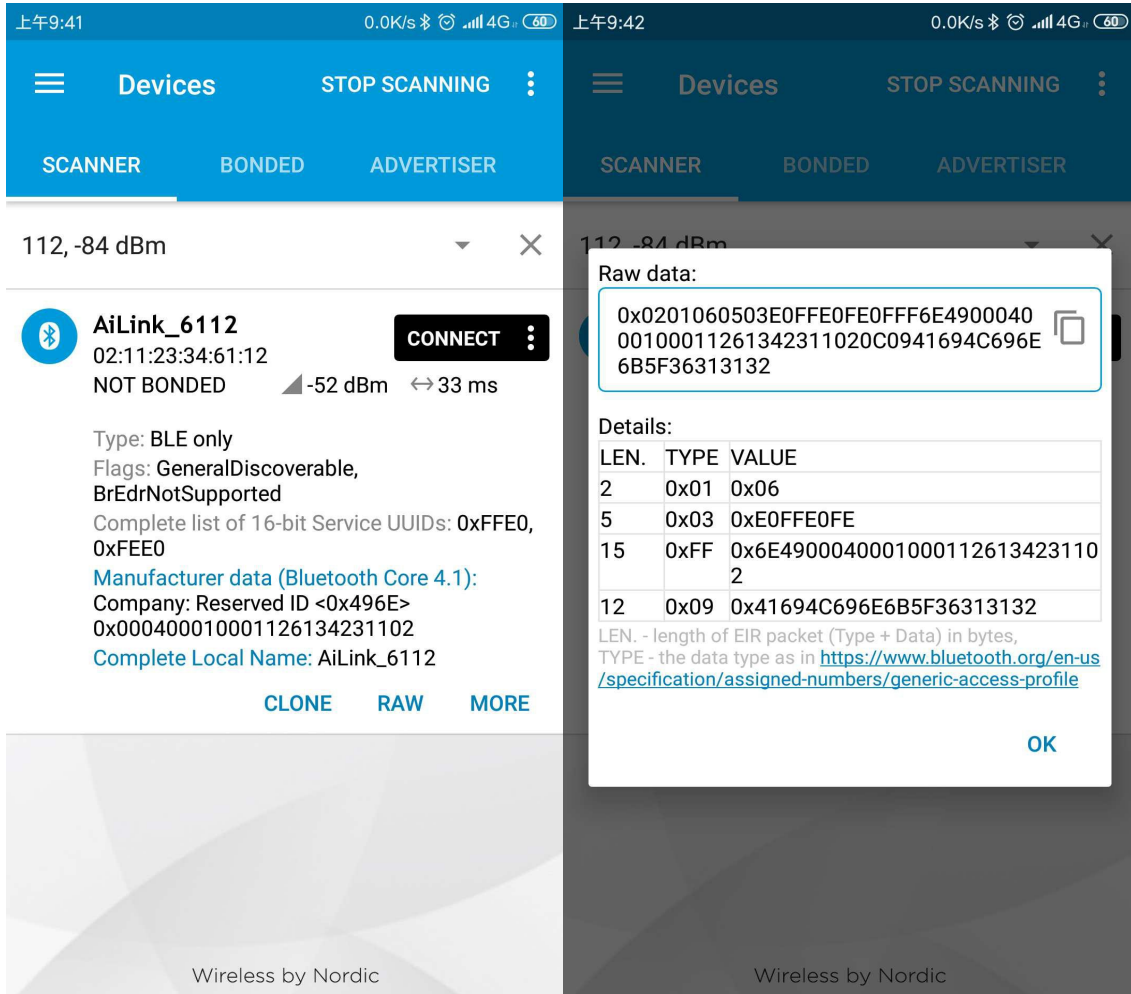 上午9:41
0.0K/s 4G 60
Devices
STOP SCANNING
SCANNER
BONDED
ADVERTISER
112, -84 dBm
AiLink_6112
CONNECT
02:11:23:34:61:12
NOT BONDED
-52 dBm
33 ms
Type: BLE only
Flags: GeneralDiscoverable,
BrEdrNotSupported
Complete list of 16-bit Service UUIDs: 0xFFE0,
0xFEE0
Manufacturer data (Bluetooth Core 4.1):
Company: Reserved ID <0x496E>
0x000400010001126134231102
Complete Local Name: AiLink_6112
CLONE
RAW
MORE
Wireless by Nordic
上午9:42
0.0K/s 4G 60
Devices
STOP SCANNING
SCANNER
BONDED
ADVERTISER
112, -84 dBm
Raw data:
0x0201060503E0FFE0FE0FFF6E4900040
00100011261342311020C0941694C696E
6B5F36313132
Details:
LEN. TYPE VALUE
2 0x01 0x06
5 0x03 0xE0FFE0FE
15 0xFF 0x6E4900040001000112613423110
2
12 0x09 0x41694C696E6B5F36313132
LEN. - length of EIR packet (Type + Data) in bytes,
TYPE - the data type as in https://www.bluetooth.org/en-us
/specification/assigned-numbers/generic-access-profile
OK
Wireless by Nordic